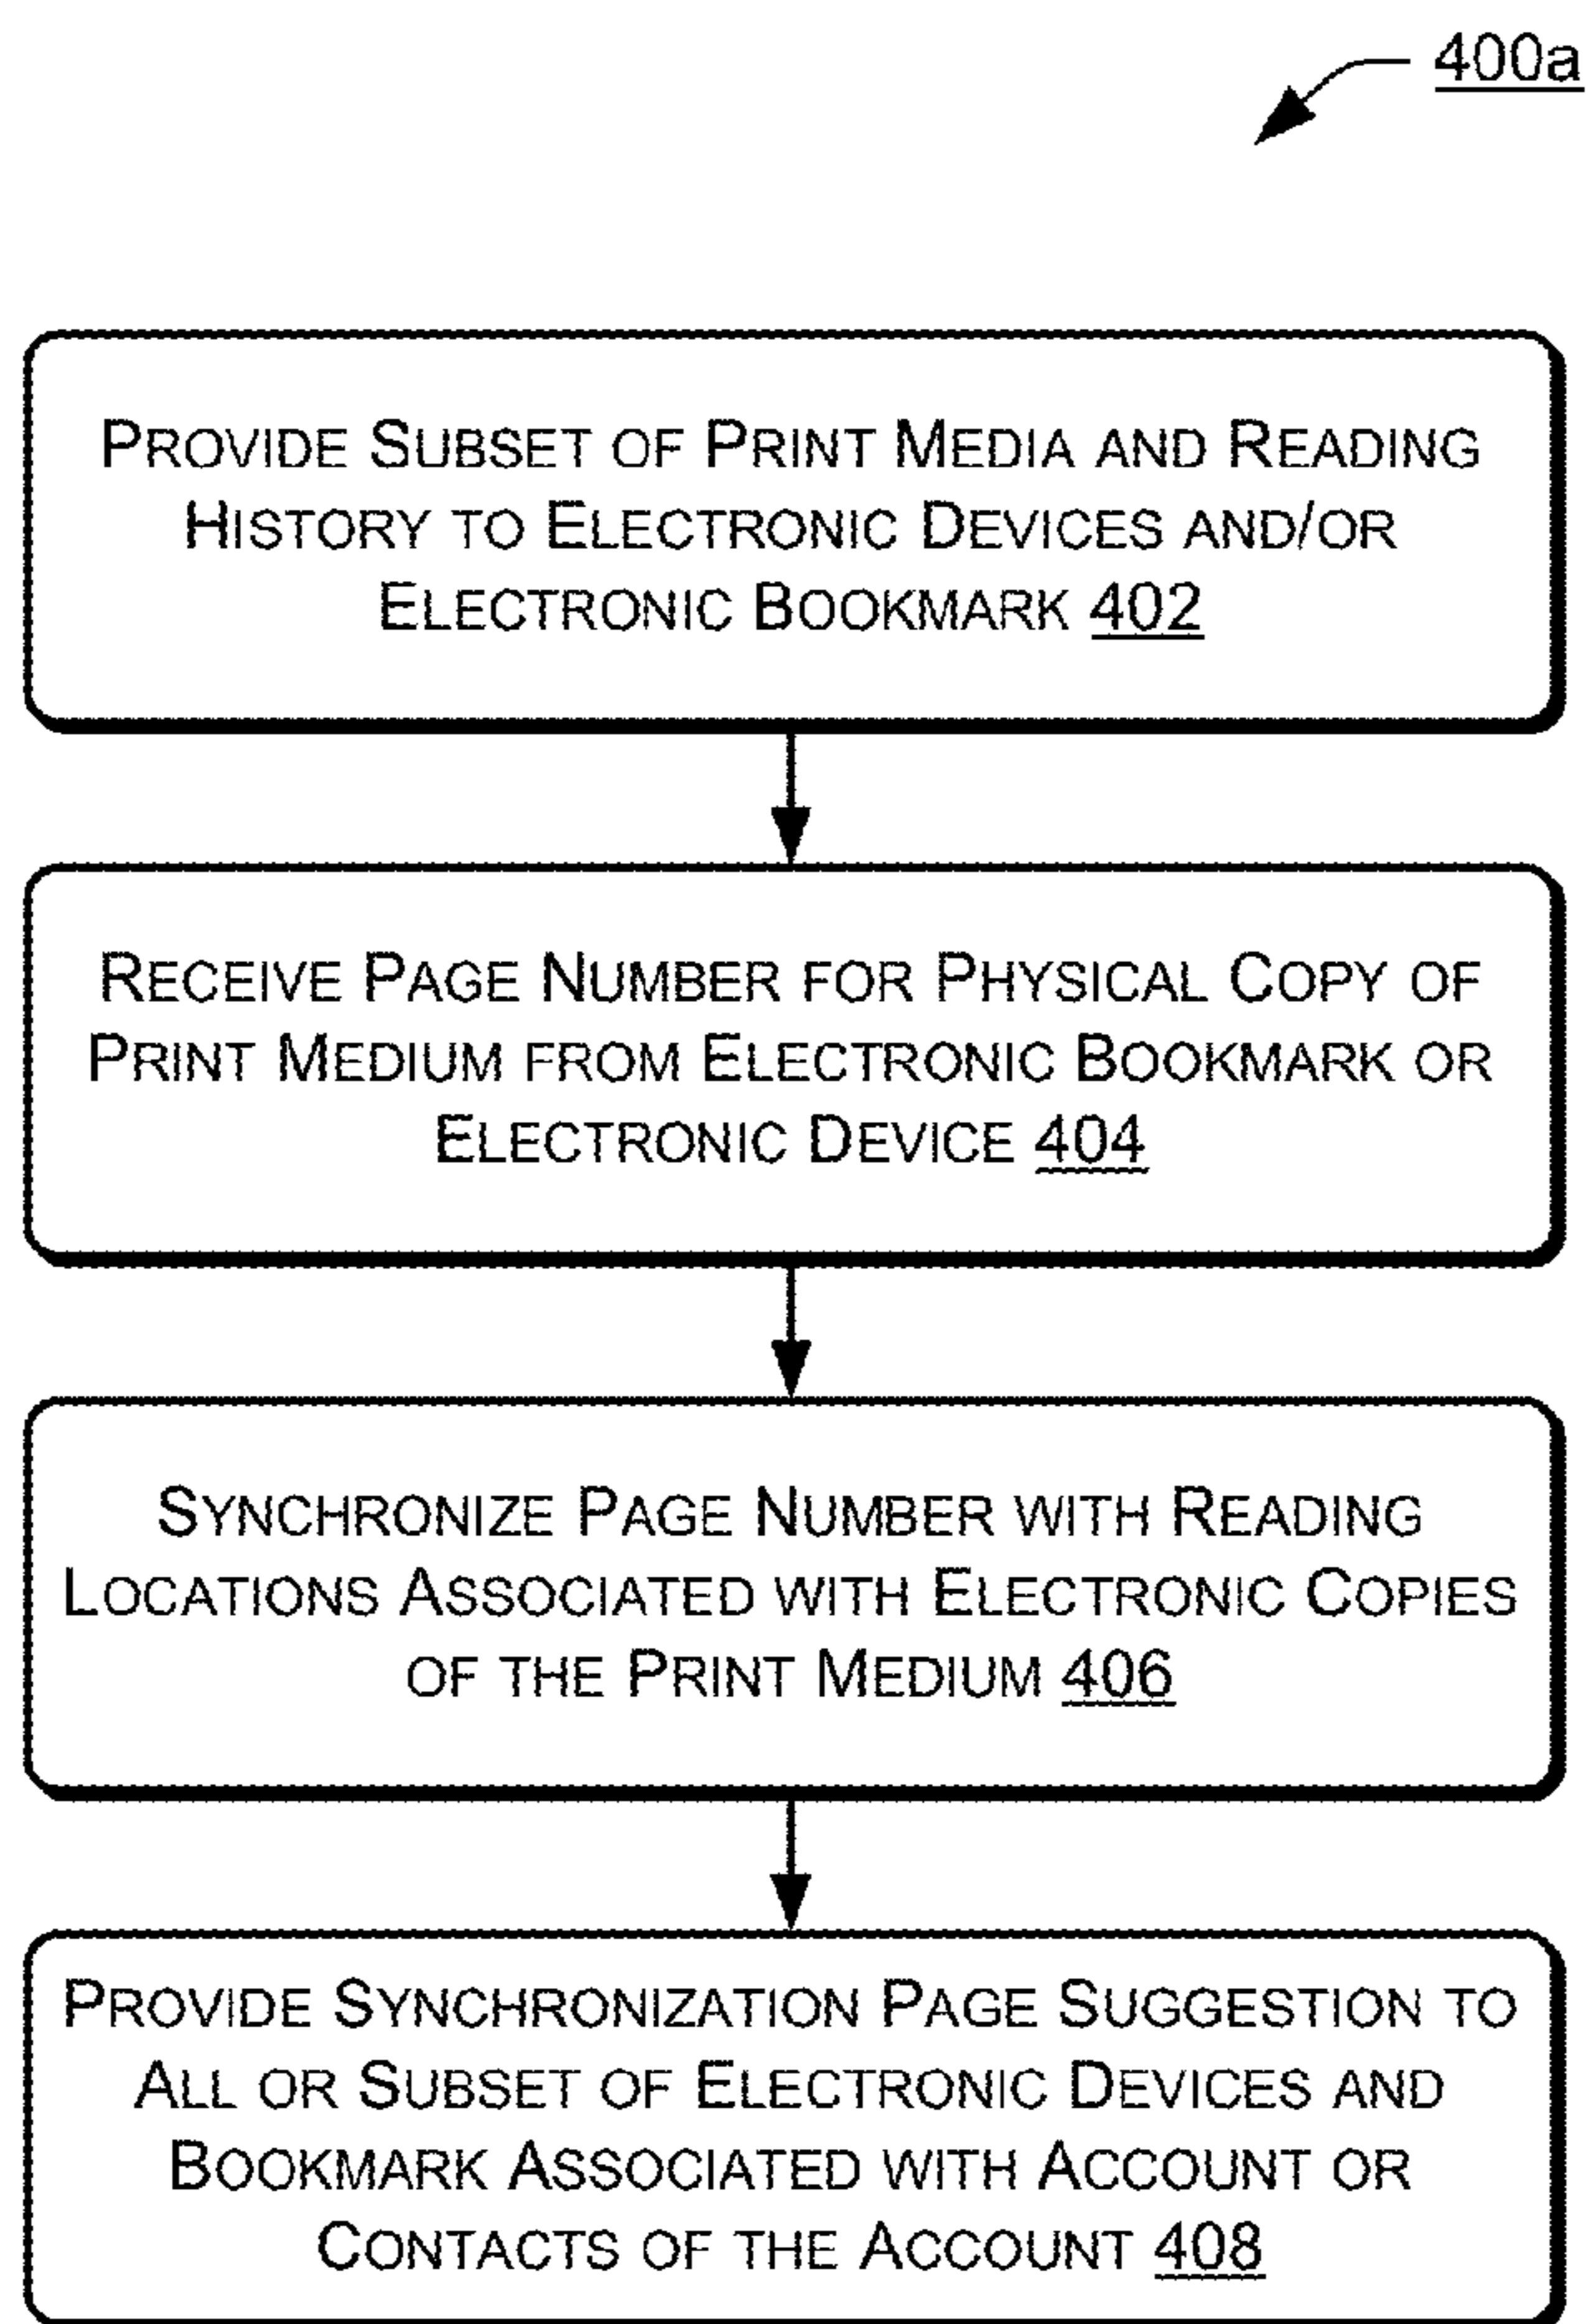 400a
PROVIDE SUBSET OF PRINT MEDIA AND READING
HISTORY TO ELECTRONIC DEVICES AND/OR
ELECTRONIC BOOKMARK 402
RECEIVE PAGE NUMBER FOR PHYSICAL COPY OF
PRINT MEDIUM FROM ELECTRONIC BOOKMARK OR
ELECTRONIC DEVICE 404
SYNCHRONIZE PAGE NUMBER WITH READING
LOCATIONS ASSOCIATED WITH ELECTRONIC COPIES
OF THE PRINT MEDIUM 406
PROVIDE SYNCHRONIZATION PAGE SUGGESTION TO
ALL OR SUBSET OF ELECTRONIC DEVICES AND
BOOKMARK ASSOCIATED WITH ACCOUNT OR
CONTACTS OF THE ACCOUNT 408